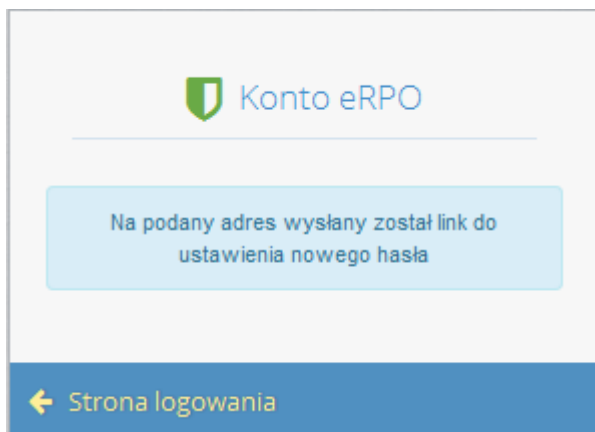 Konto eRPO
Na podany adres wysłany został link do
ustawienia nowego hasła
Strona logowania